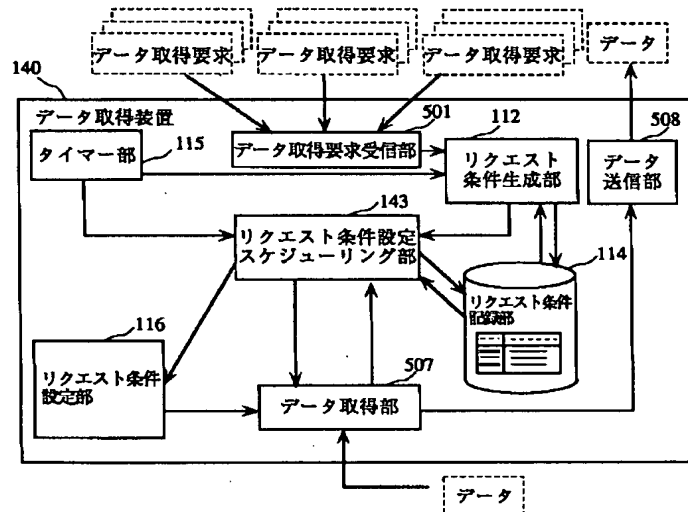 データ取得要求
データ取得要求
データ取得要求
データ
140
データ取得装置
タイマー部
115
501
データ取得要求受信部
112
リクエスト
条件生成部
508
データ
送信部
143
リクエスト条件設定
スケジューリング部
114
リクエスト条件
記録部
116
リクエスト条件
設定部
507
データ取得部
データ